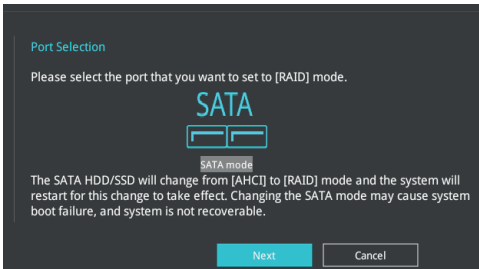 Port Selection
Please select the port that you want to set to [RAID] mode.
SATA
SATA mode
The SATA HDD/SSD will change from [AHCI] to [RAID] mode and the system will
restart for this change to take effect. Changing the SATA mode may cause system
boot failure, and system is not recoverable.
Next
Cancel